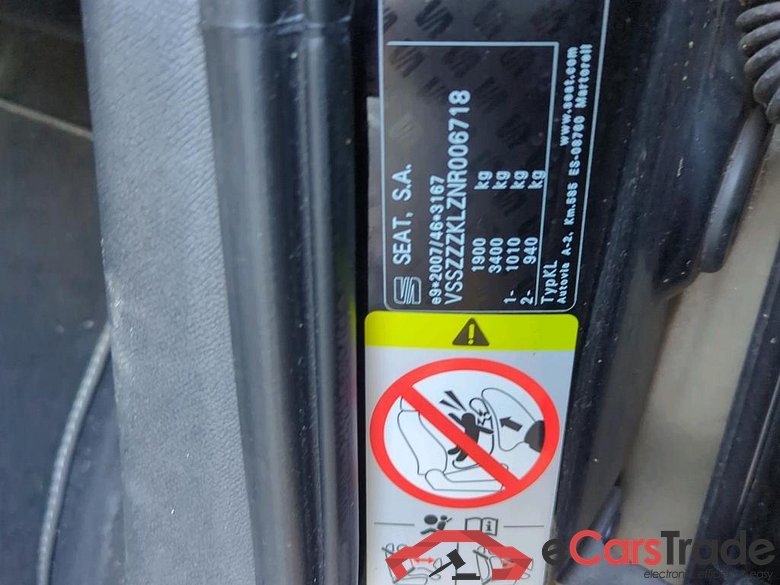 SEAT, S.A.
e9*2007/46*3167
VSSZZZKLZNR006718
1900 kg
3400 kg
1- 1010 kg
2- 940 kg
TypKL
www.seat.com
Autovia A-2, Km.585 ES-08760 Martorell
eCarsTrade